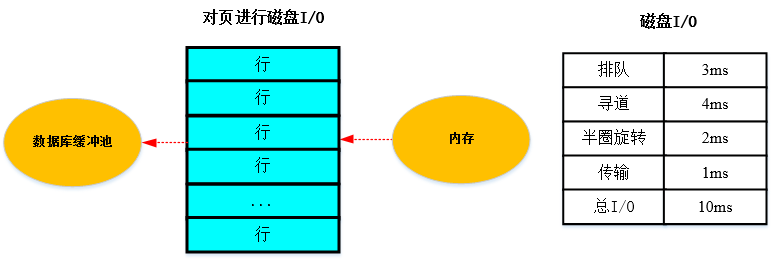 对页进行磁盘I/O
磁盘I/O
数据库缓冲池
行
行
行
行
...
行
内存
排队 3ms
寻道 4ms
半圈旋转 2ms
传输 1ms
总I/O 10ms